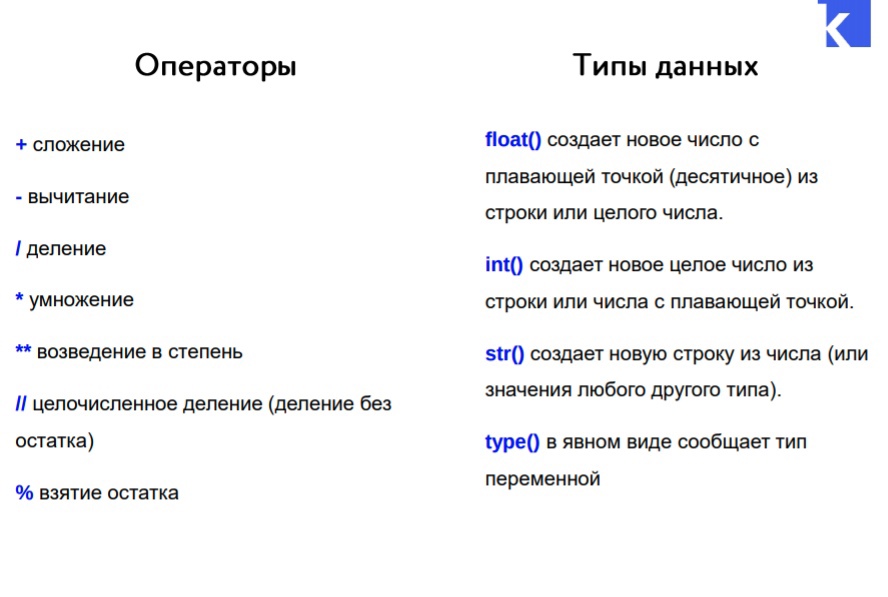 k
Операторы
+ сложение
- вычитание
/ деление
* умножение
** возведение в степень
// целочисленное деление (деление без
остатка)
% взятие остатка
Типы данных
float() создает новое число с
плавающей точкой (десятичное) из
строки или целого числа.
int() создает новое целое число из
строки или числа с плавающей точкой.
str() создает новую строку из числа (или
значения любого другого типа).
type() в явном виде сообщает тип
переменной